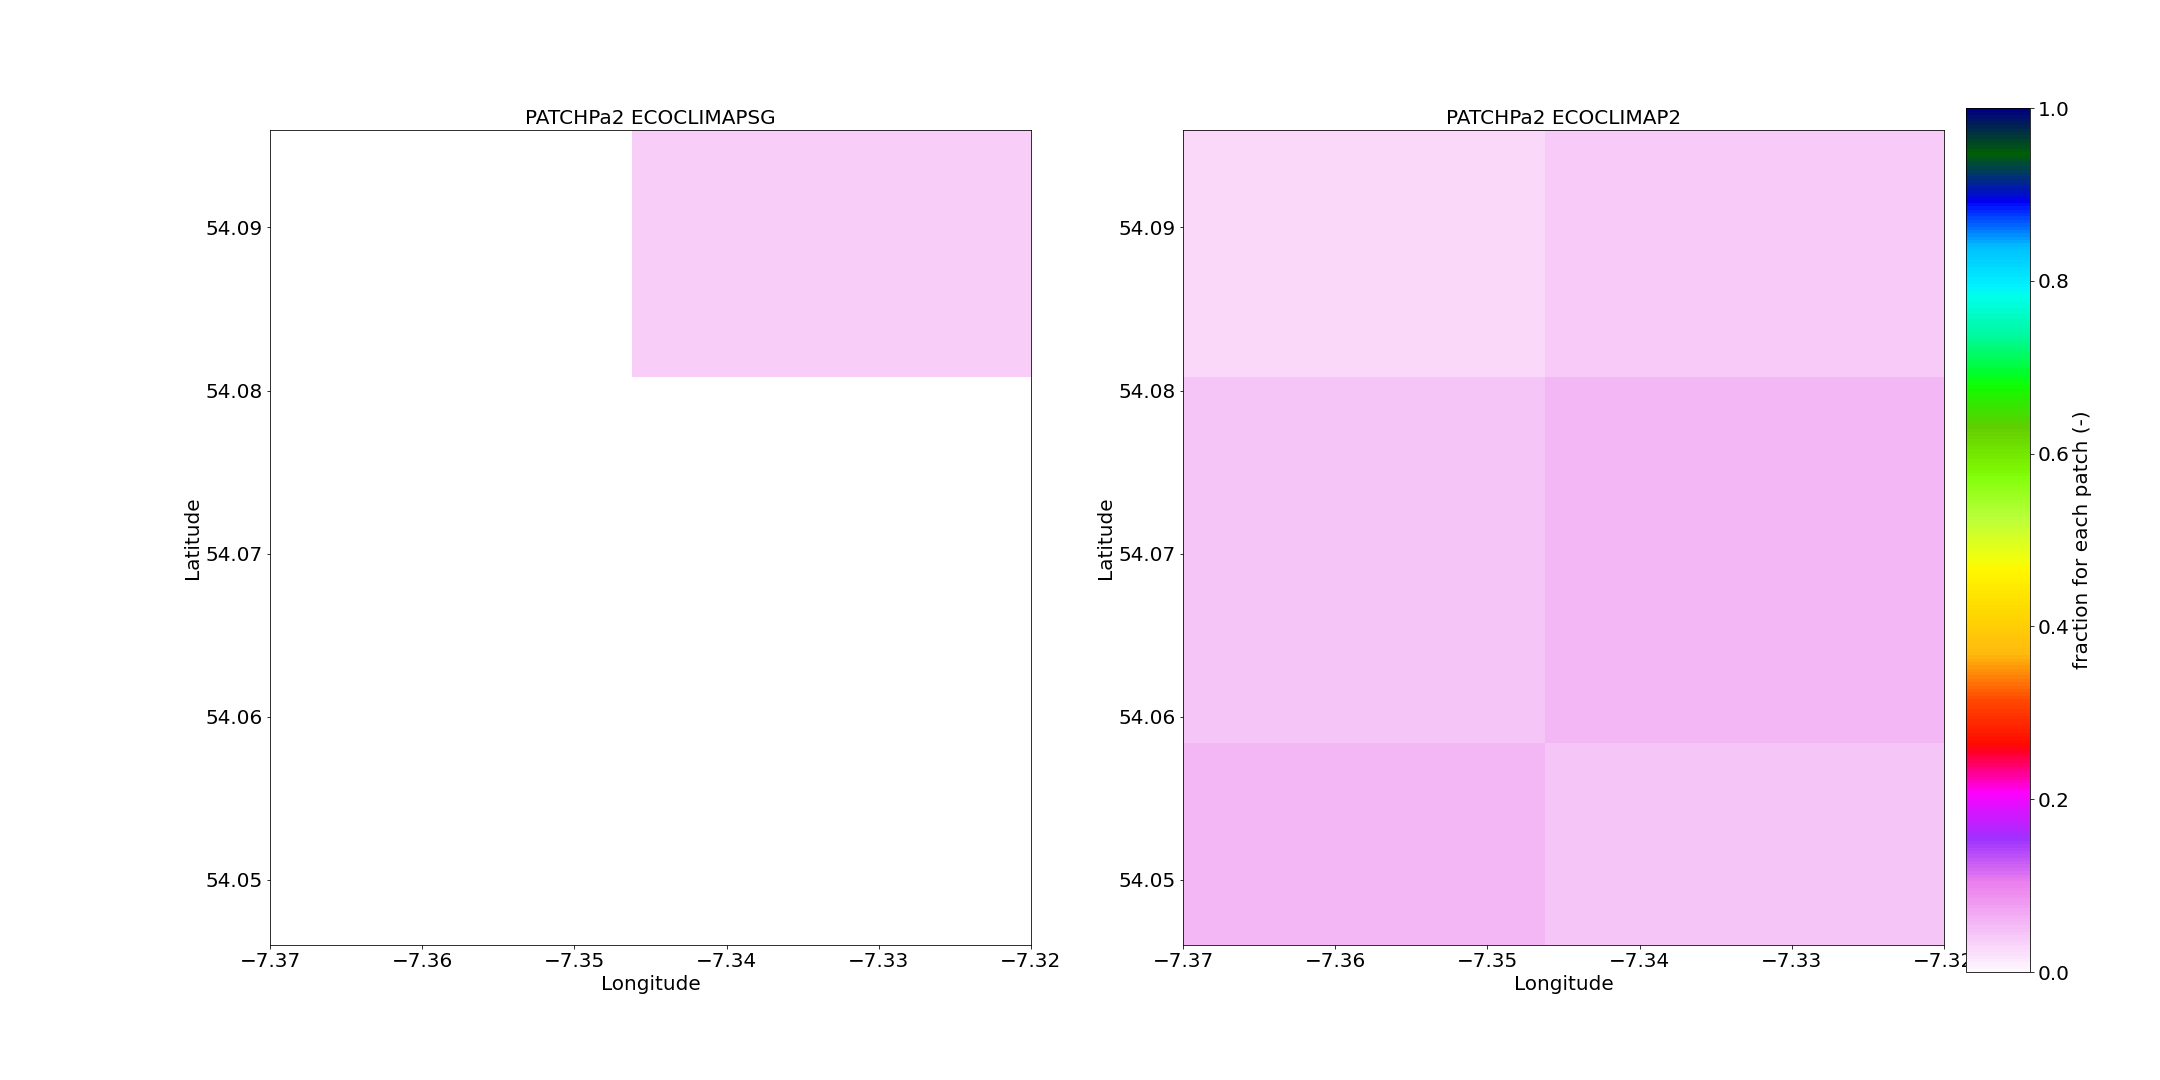 PATCHPa2 ECOCLIMAPSG
54.09
54.08
54.07
54.06
54.05
Latitude
−7.37 −7.36 −7.35 −7.34 −7.33 −7.32
Longitude
PATCHPa2 ECOCLIMAP2
54.09
54.08
54.07
54.06
54.05
Latitude
−7.37 −7.36 −7.35 −7.34 −7.33 −7.32
Longitude
1.0
0.8
0.6
0.4
0.2
0.0
fraction for each patch (-)